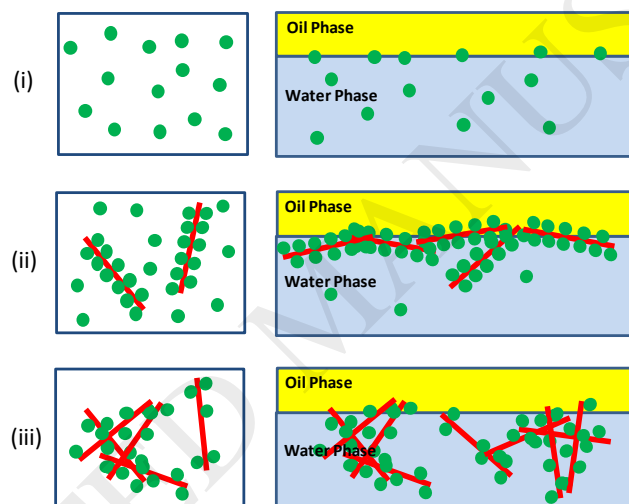 Oil Phase
(i)
Water Phase
Oil Phase
(ii)
Water Phase
Oil Phase
(iii)
Water Phase